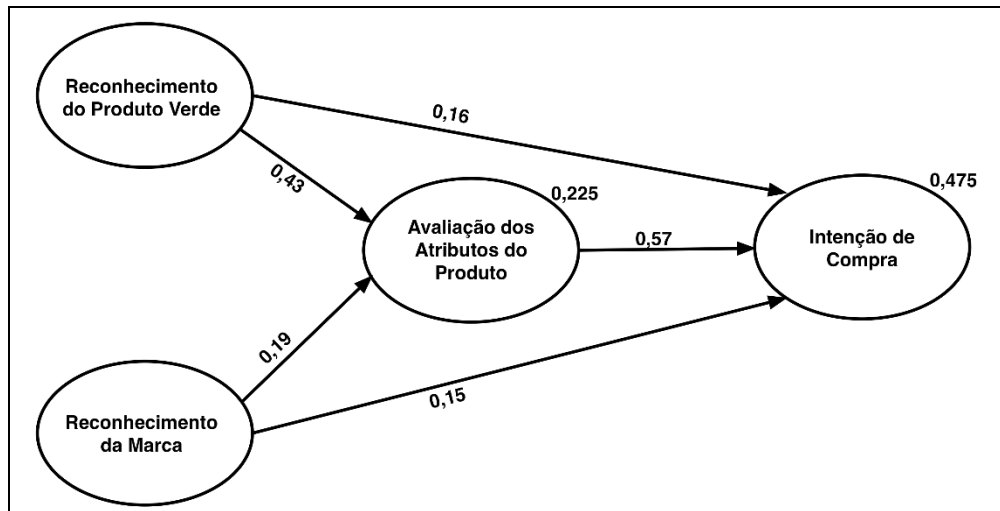 Reconhecimento
do Produto Verde
0,16
0,43
0,225
0,475
Avaliação dos
Atributos do
Produto
0,57
Intenção de
Compra
0,19
0,15
Reconhecimento
da Marca